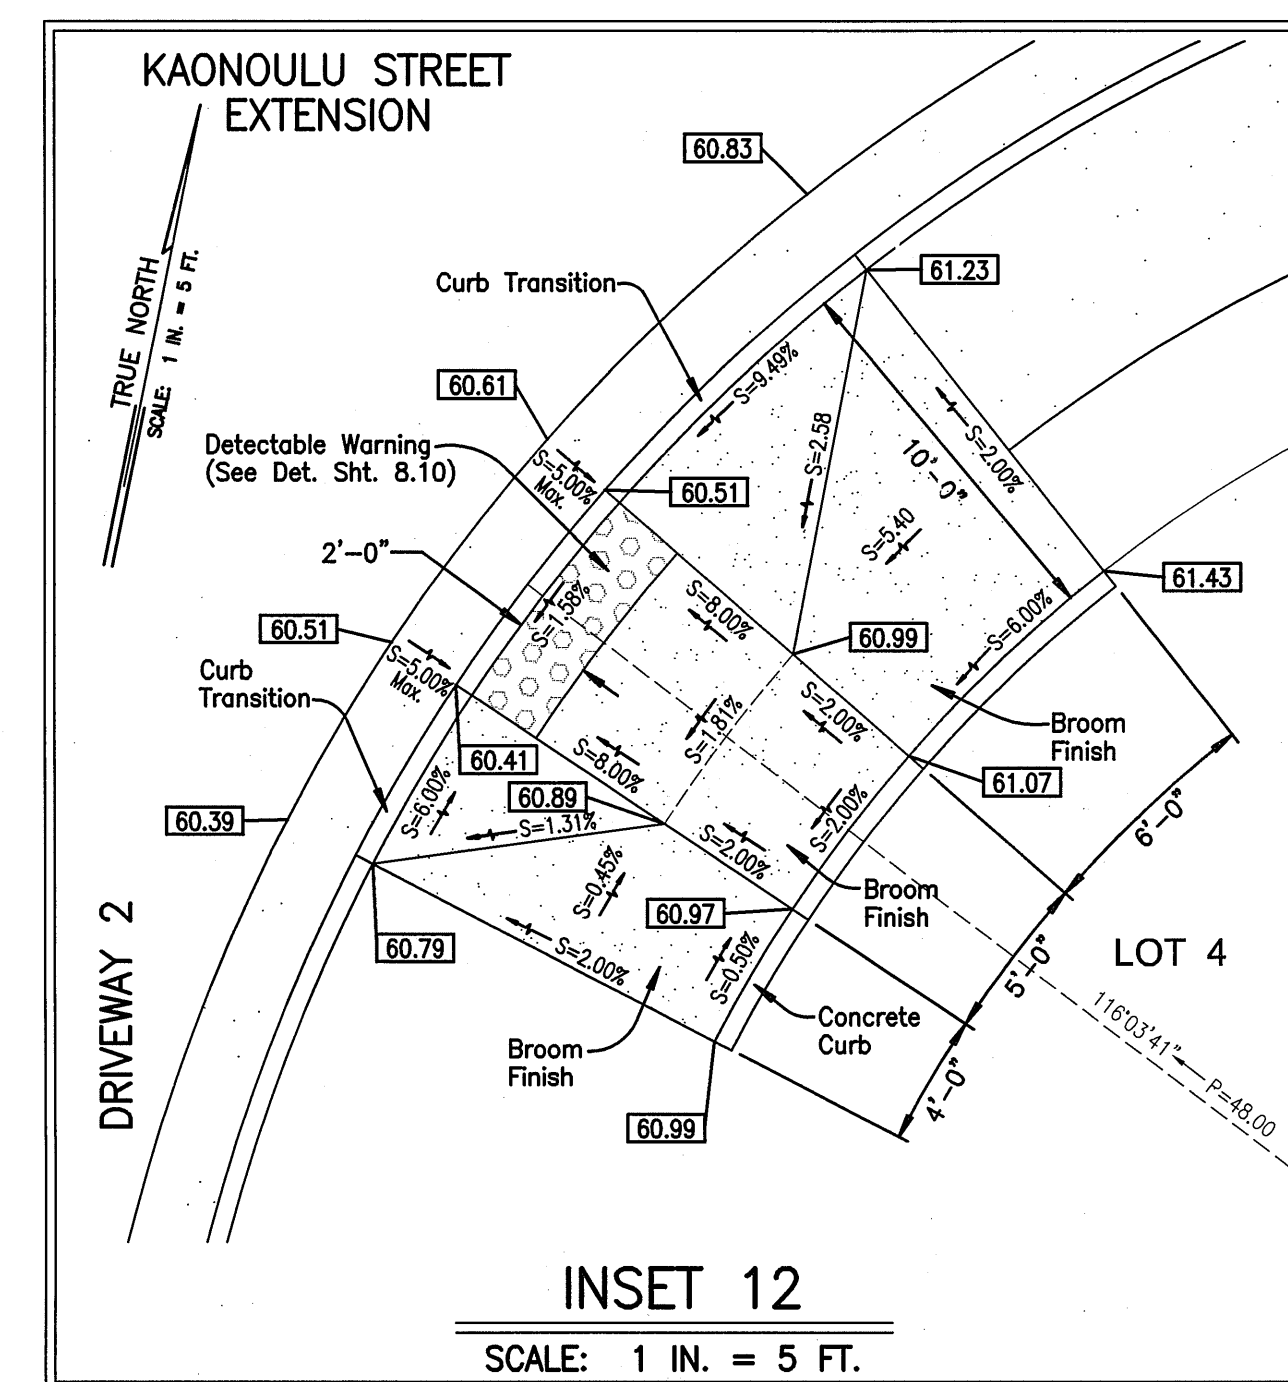 KAONOULU STREET
EXTENSION
TRUE NORTH
SCALE: 1 IN. = 5 FT.
60.83
61.23
Curb Transition
S=9.49%
60.61
S=2.58
S=2.00%
10'-0"
Detectable Warning
(See Det. Sht. 8.10)
S=5.00%
Max.
60.51
S=5.40
2'-0"
S=1.58%
S=8.00%
61.43
S=6.00%
60.51
60.99
S=5.00%
Max.
Curb
Transition
S=1.81%
S=2.00%
Broom
Finish
60.41
S=8.00%
61.07
60.89
S=6.00%
S=1.31%
S=2.00%
S=2.00%
6'-0"
60.39
S=0.45%
Broom
Finish
60.97
60.79
S=2.00%
S=0.50%
5'-0"
LOT 4
DRIVEWAY 2
Concrete
Curb
116°03'41"
Broom
Finish
4'-0"
R=48.00
60.99
INSET 12
SCALE: 1 IN. = 5 FT.